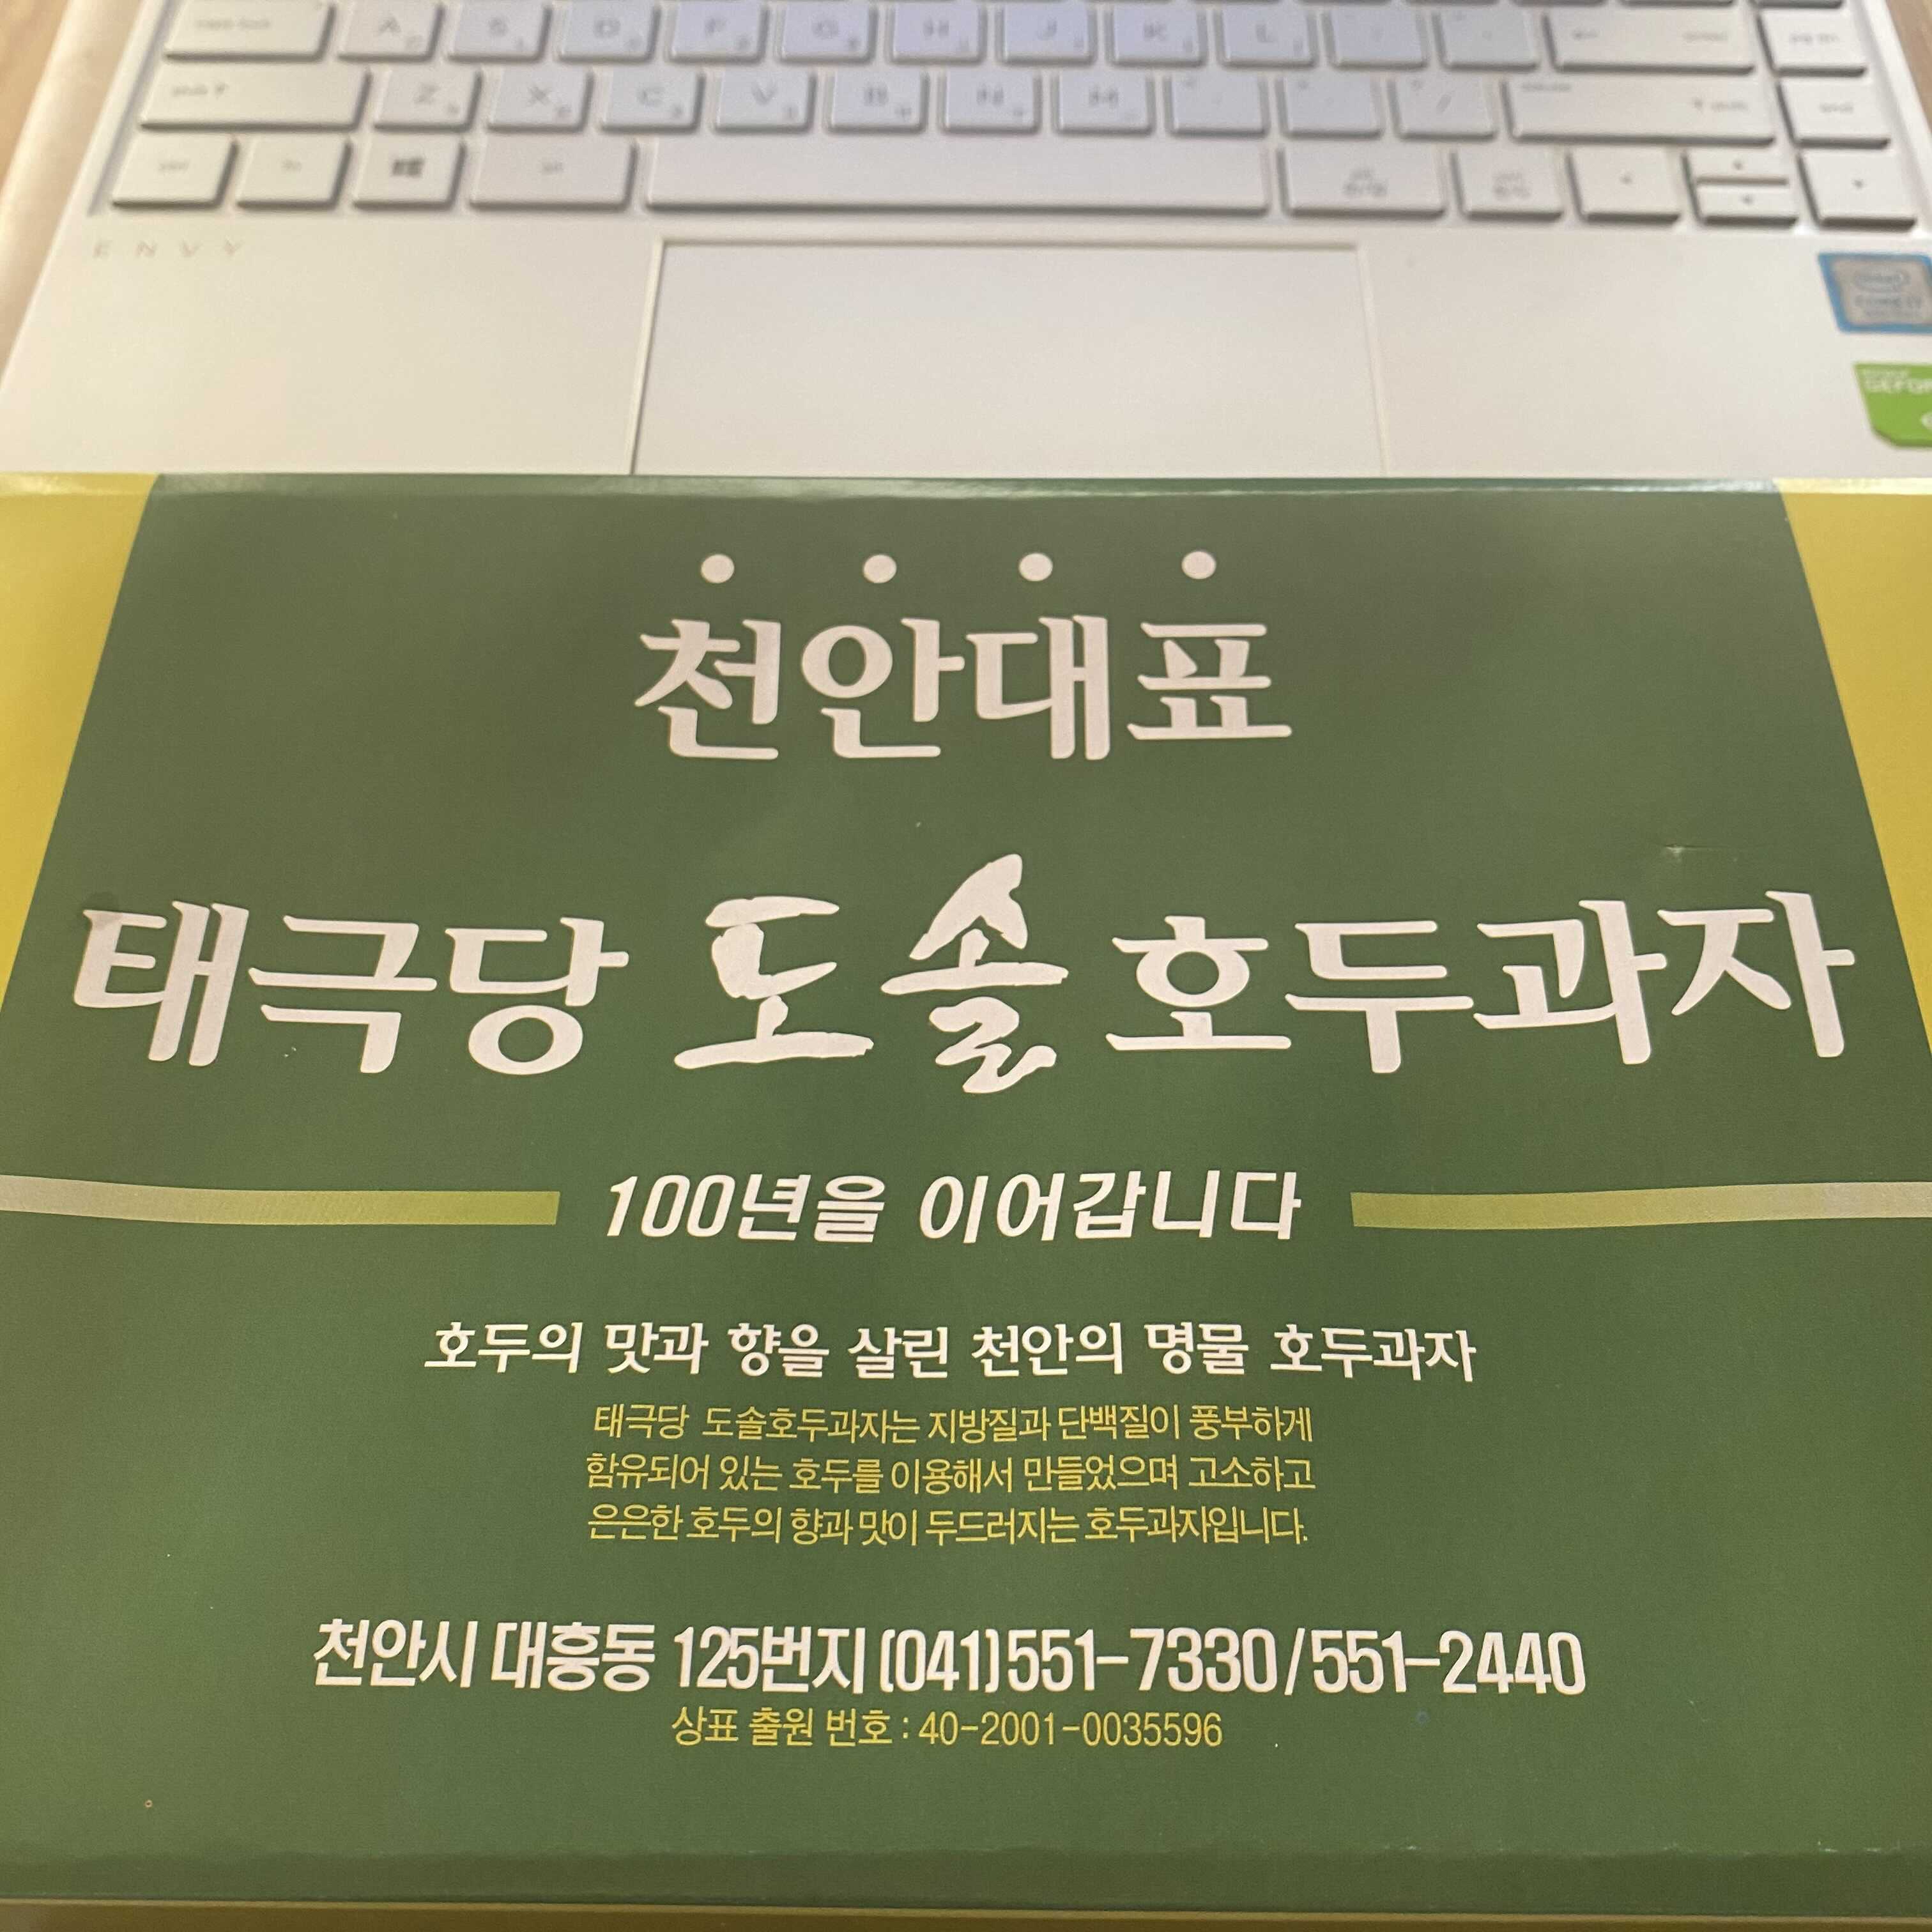 A S D F G H J K L
shift Z X C V B N M
ENVY
intel
CORE i7
GEFOR
천안대표
태극당 도솔 호두과자
100년을 이어갑니다
호두의 맛과 향을 살린 천안의 명물 호두과자
태극당 도솔호두과자는 지방질과 단백질이 풍부하게
함유되어 있는 호두를 이용해서 만들었으며 고소하고
은은한 호두의 향과 맛이 두드러지는 호두과자입니다.
천안시 대흥동 125번지 (041)551-7330/551-2440
상표 출원 번호 : 40-2001-0035596